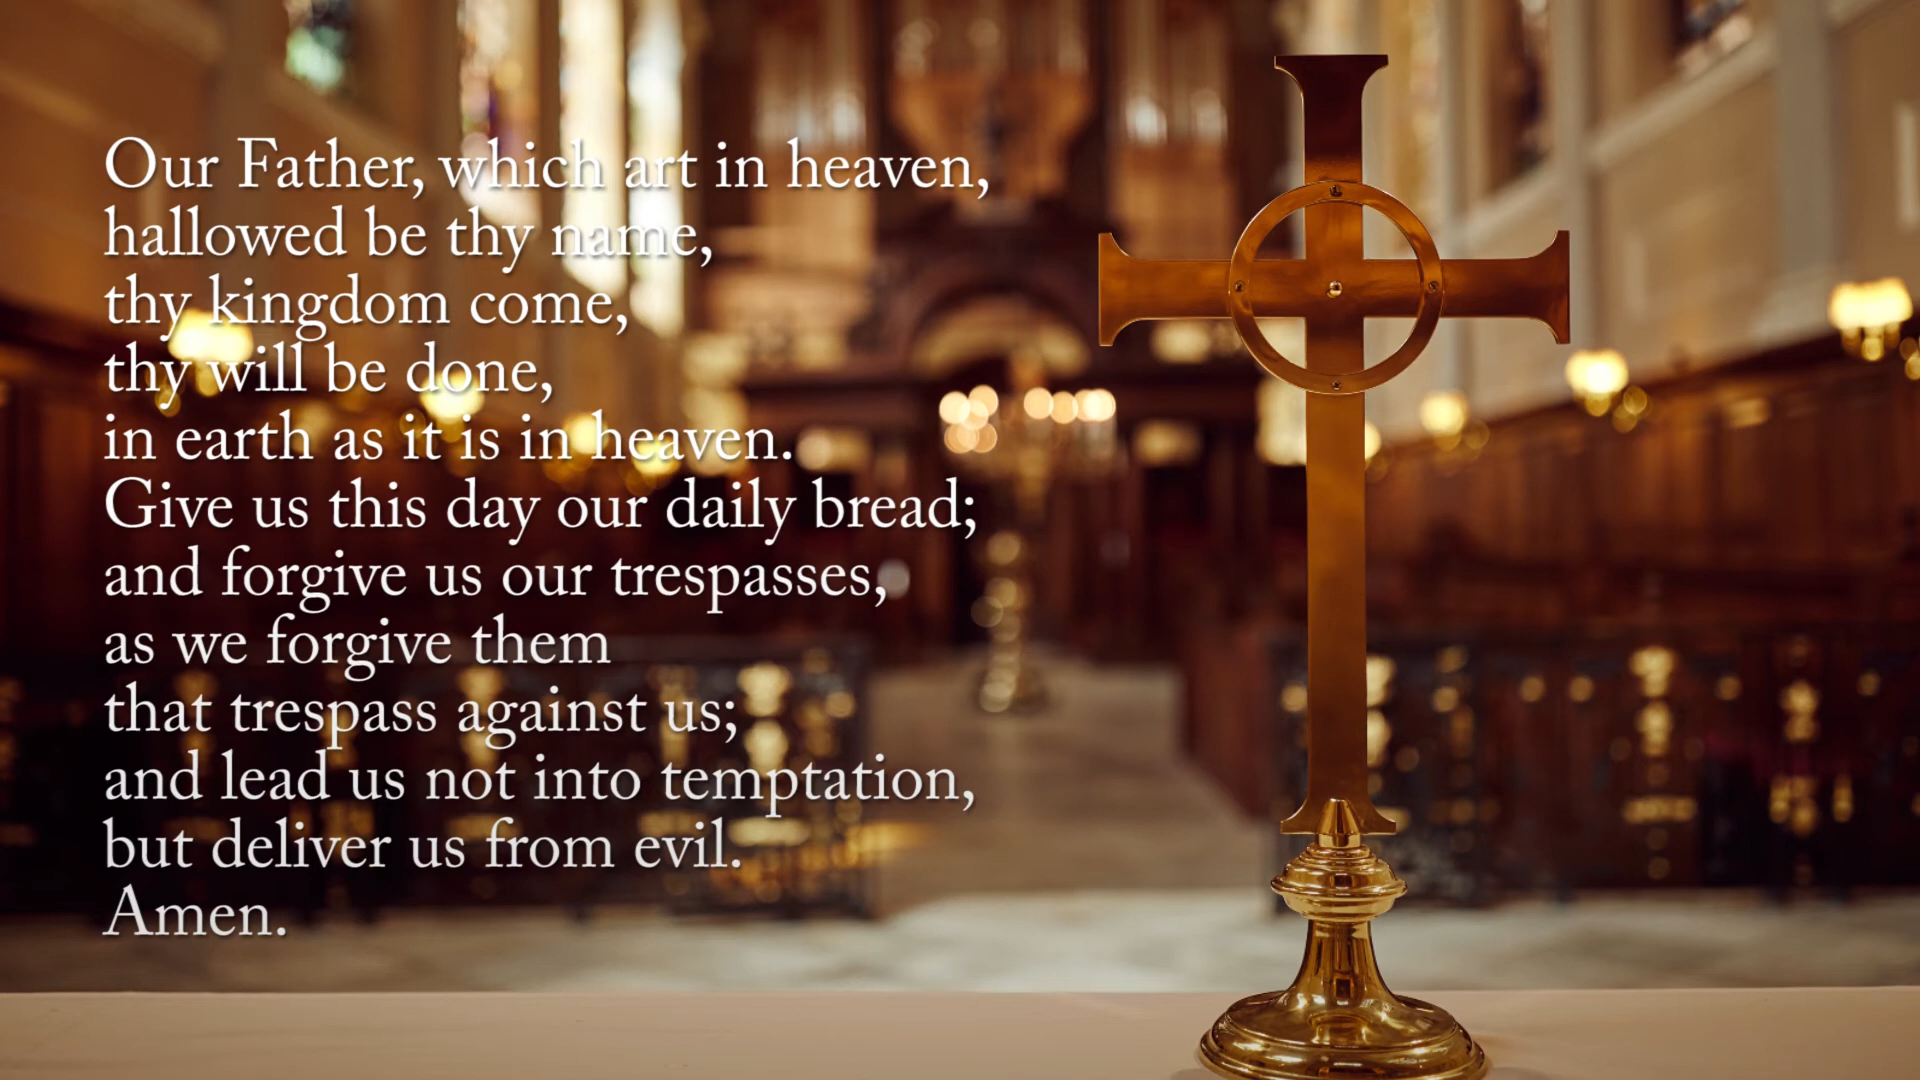 Our Father, which art in heaven,
hallowed be thy name,
thy kingdom come,
thy will be done,
in earth as it is in heaven.
Give us this day our daily bread;
and forgive us our trespasses,
as we forgive them
that trespass against us;
and lead us not into temptation,
but deliver us from evil.
Amen.